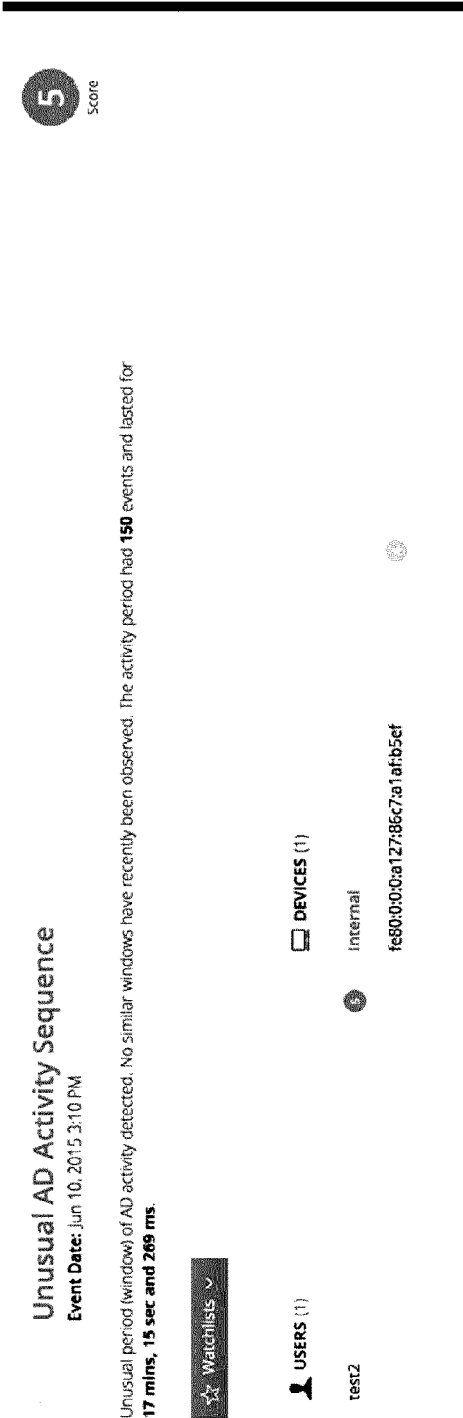 Unusual AD Activity Sequence
Event Date: Jun 10, 2015 3:10 PM
5
Score
Unusual period (window) of AD activity detected. No similar windows have recently been observed. The activity period had 150 events and lasted for
17 mins, 15 sec and 269 ms.
Watchlists
USERS (1)
DEVICES (1)
test2
5
Internal
fe80:0:0:0:a127:86c7:a1af:b5ef